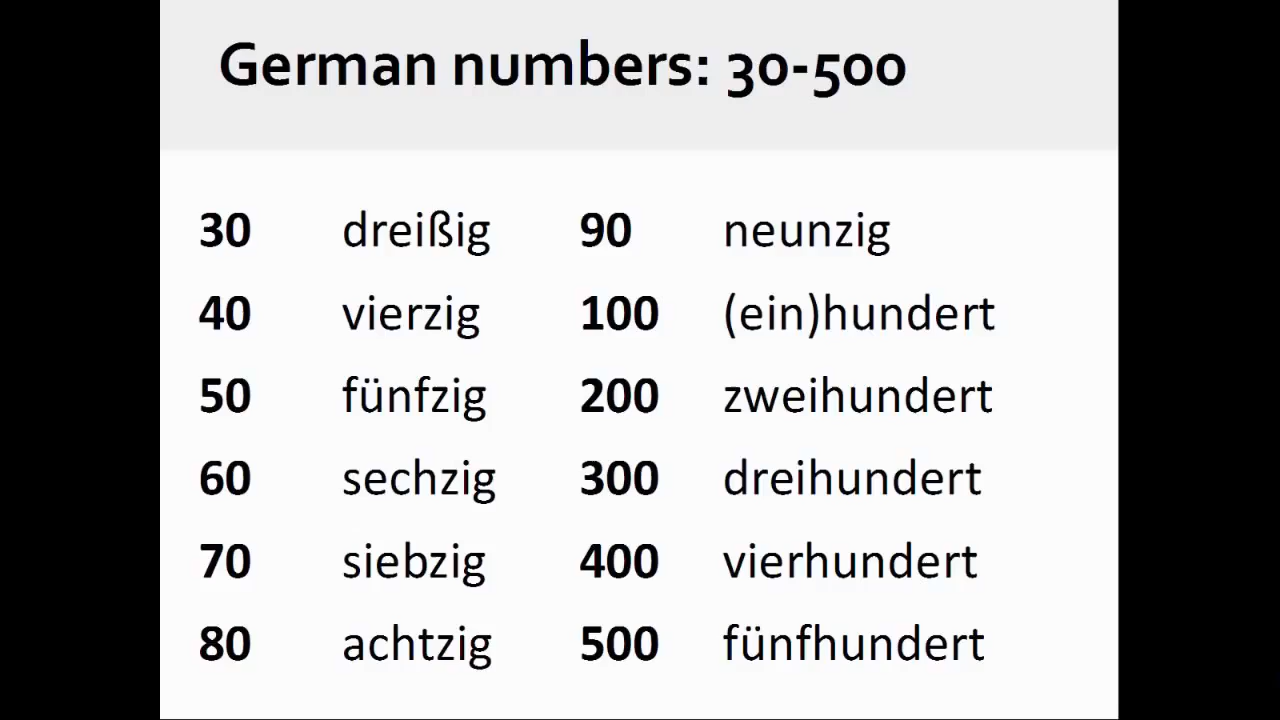 German numbers: 30-500
30 dreißig 90 neunzig
40 vierzig 100 (ein)hundert
50 fünfzig 200 zweihundert
60 sechzig 300 dreihundert
70 siebzig 400 vierhundert
80 achtzig 500 fünfhundert